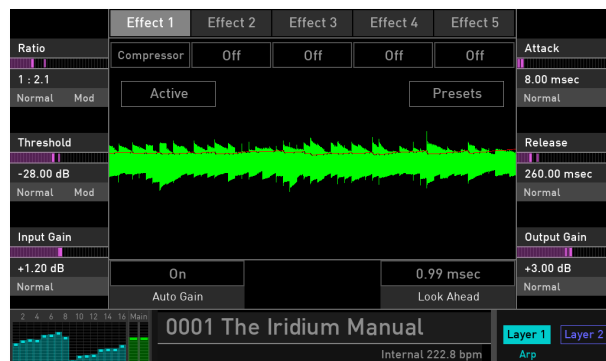 Effect 1 Effect 2 Effect 3 Effect 4 Effect 5
Compressor Off Off Off Off
Active Presets
Ratio
1 : 2.1
Normal Mod
Threshold
-28.00 dB
Normal Mod
Input Gain
+1.20 dB
Normal
Attack
8.00 msec
Normal
Release
260.00 msec
Normal
Output Gain
+3.00 dB
Normal
On 0.99 msec
Auto Gain Look Ahead
2 4 6 8 10 12 14 16 Main
0001 The Iridium Manual
Internal 222.8 bpm
Layer 1 Layer 2
Arp